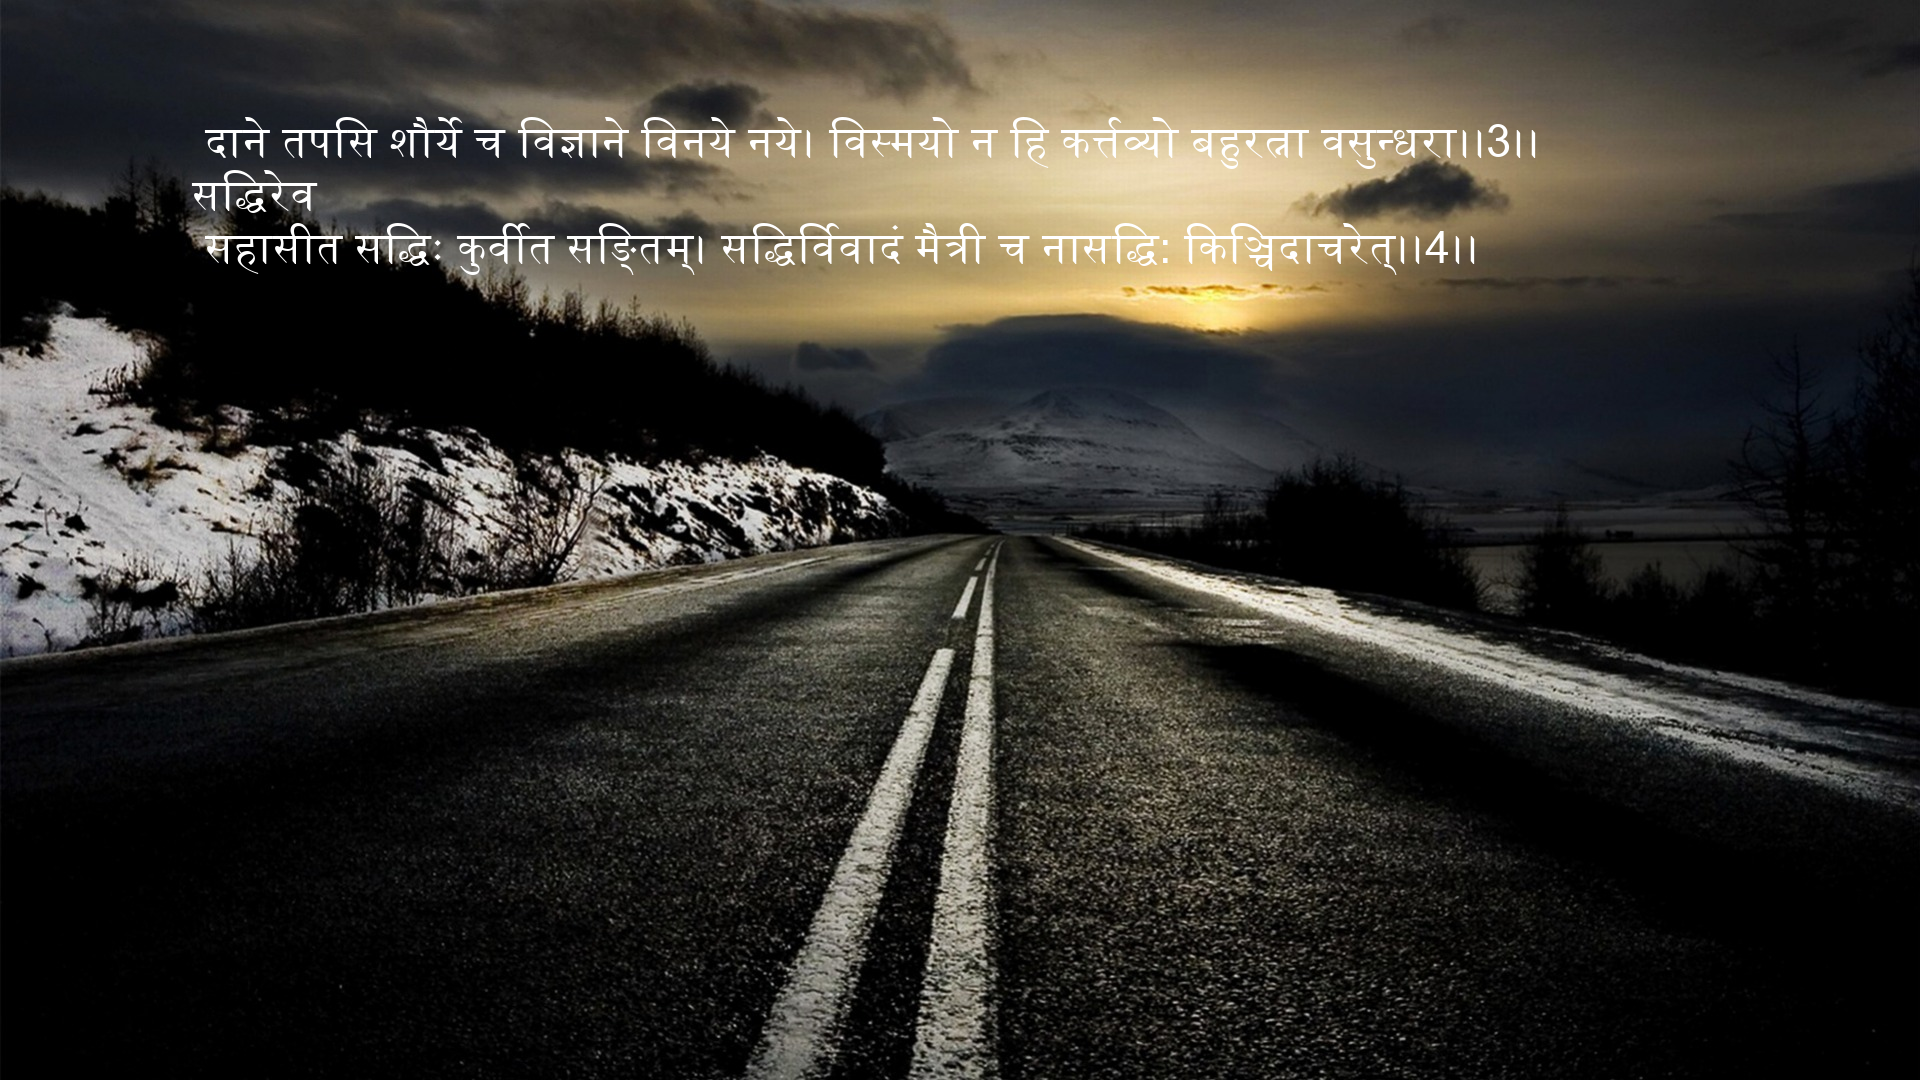 दाने तपसि शौर्ये च विज्ञाने विनये नये। विस्मयो न हि कर्त्तव्यो बहुरत्ना वसुन्धरा।।3।।
सद्भिरेव
सहासीत सद्भिः कुर्वीत सङ्तिम्। सद्भिर्विवादं मैत्री च नासद्भि: किञ्चिदाचरेत्।।4।।